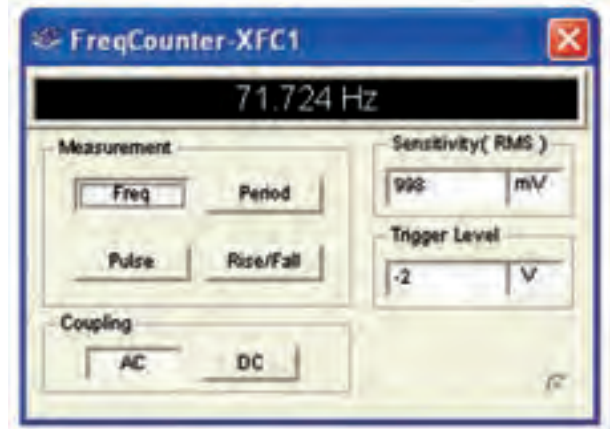 FreqCounter-XFC1
71.724 Hz
Measurement
Freq Period
Pulse Rise/Fall
Sensitivity( RMS )
998 mV
Trigger Level
-2 V
Coupling
AC DC